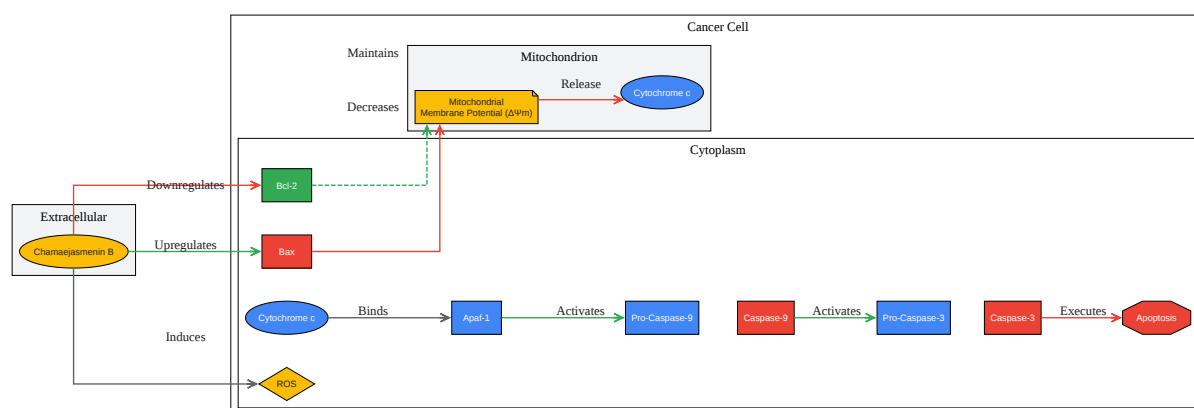 Cancer Cell
Maintains
Mitochondrion
Release
Cytochrome c
Decreases
Mitochondrial
Membrane Potential (ΔΨm)
Cytoplasm
Downregulates
Bcl-2
Extracellular
Chamaejasmenin B
Upregulates
Bax
Cytochrome c
Binds
Apaf-1
Activates
Pro-Caspase-9
Caspase-9
Activates
Pro-Caspase-3
Caspase-3
Executes
Apoptosis
Induces
ROS